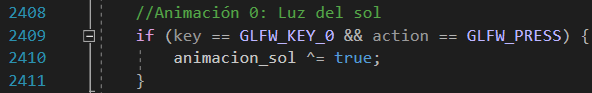 2408 //Animación 0: Luz del sol
2409 if (key == GLFW_KEY_0 && action == GLFW_PRESS) {
2410 animacion_sol ^= true;
2411 }